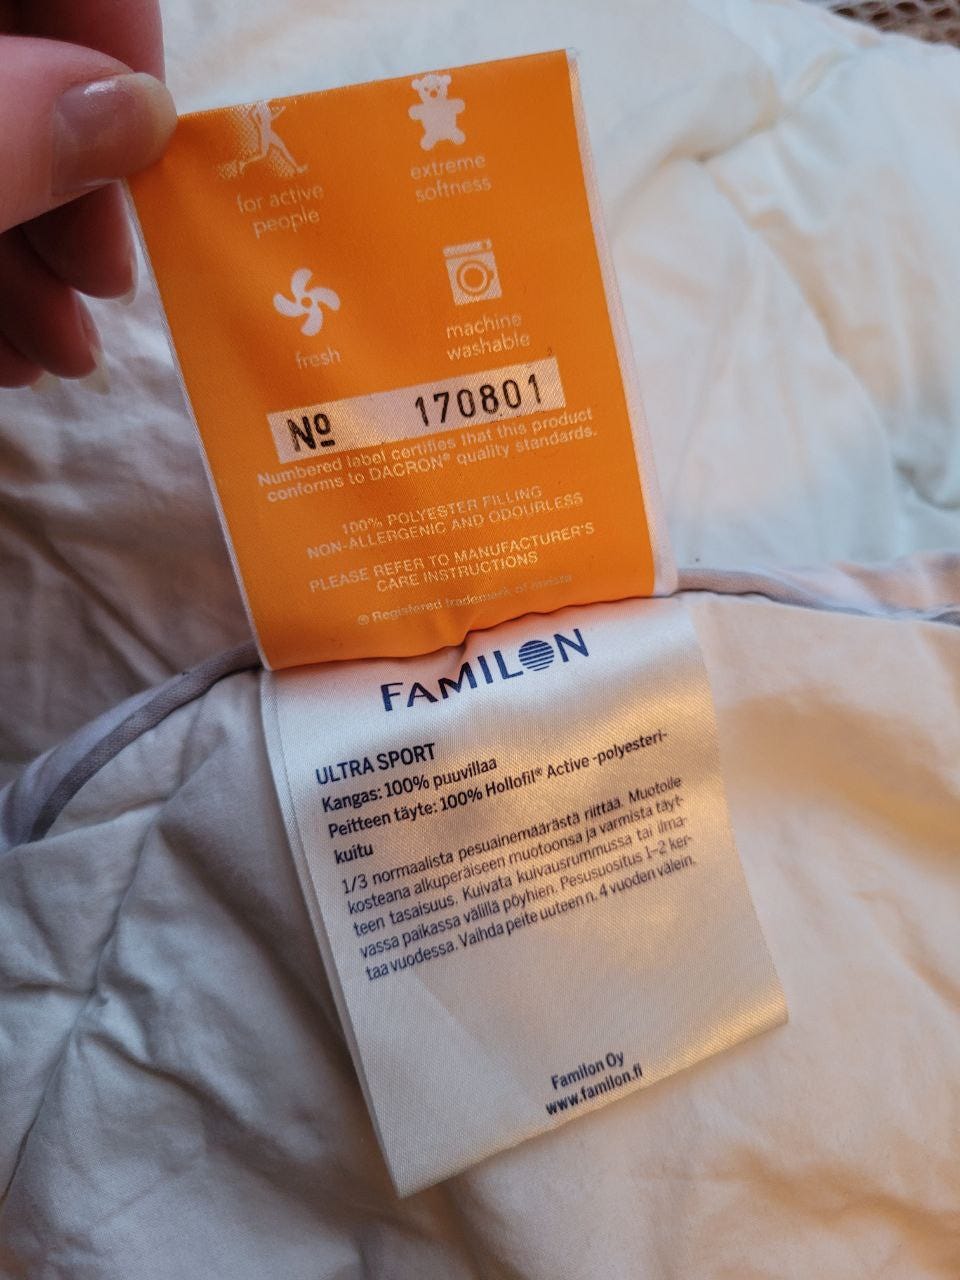 for active
people
extreme
softness
fresh
machine
washable
Nº 170801
Numbered label certifies that this product
conforms to DACRON® quality standards.
100% POLYESTER FILLING
NON-ALLERGENIC AND ODOURLESS
PLEASE REFER TO MANUFACTURER'S
CARE INSTRUCTIONS
® Registered trademark of
FAMILON
ULTRA SPORT
Kangas: 100% puuvillaa
Peitteen täyte: 100% Hollofil® Active -polyesteri-
kuitu
1/3 normaalista pesuainemäärästä riittää. Muotoile
kosteana alkuperäiseen muotoonsa ja varmista täyt-
teen tasaisuus. Kuivata kuivausrummussa tai ilma-
vassa paikassa välillä pöyhien. Pesusuositus 1–2 ker-
taa vuodessa. Vaihda peite uuteen n. 4 vuoden välein.
Familon Oy
www.familon.fi